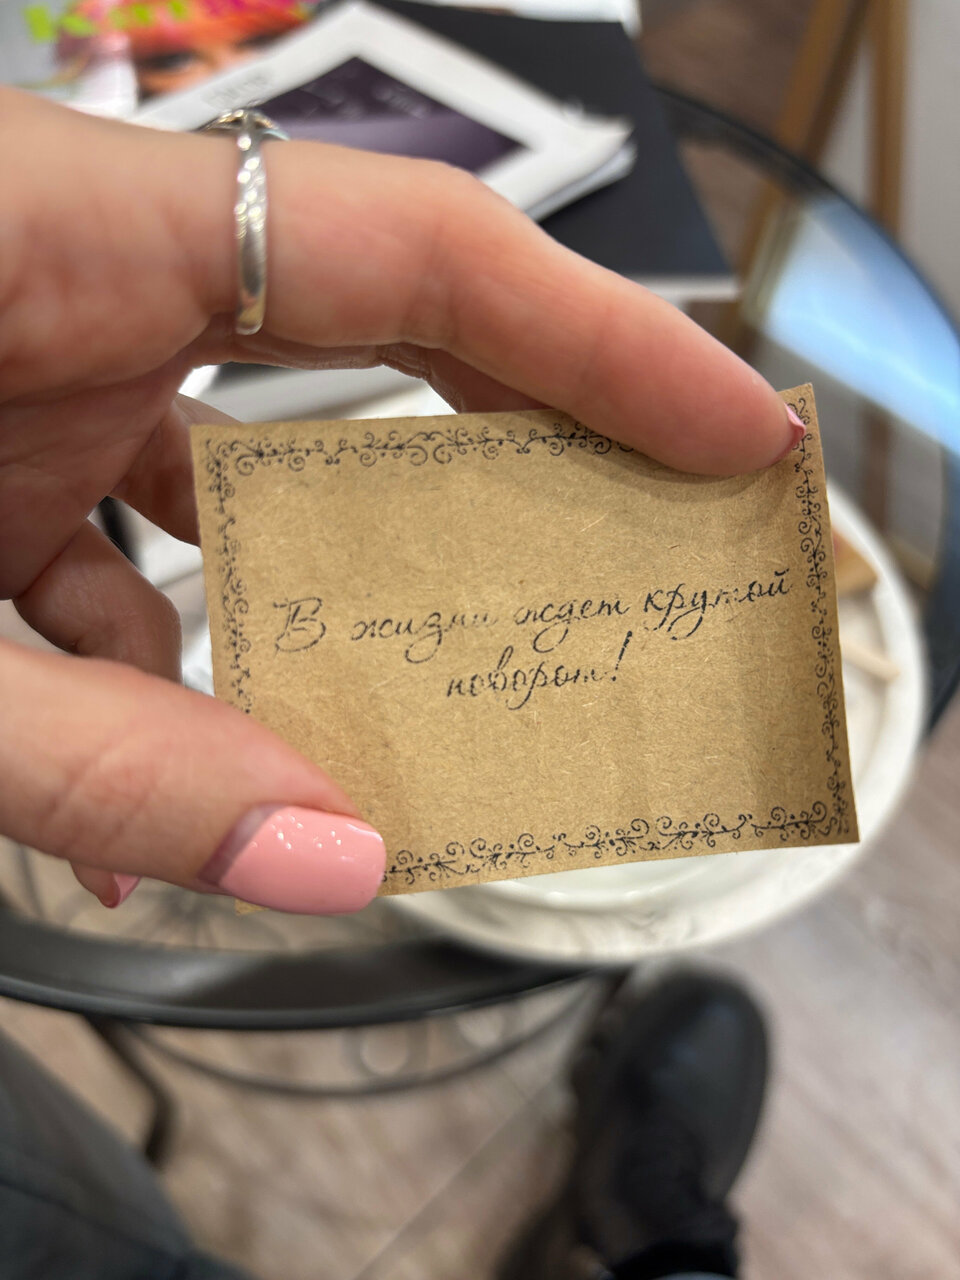 В жизни ждет крутой
поворот!